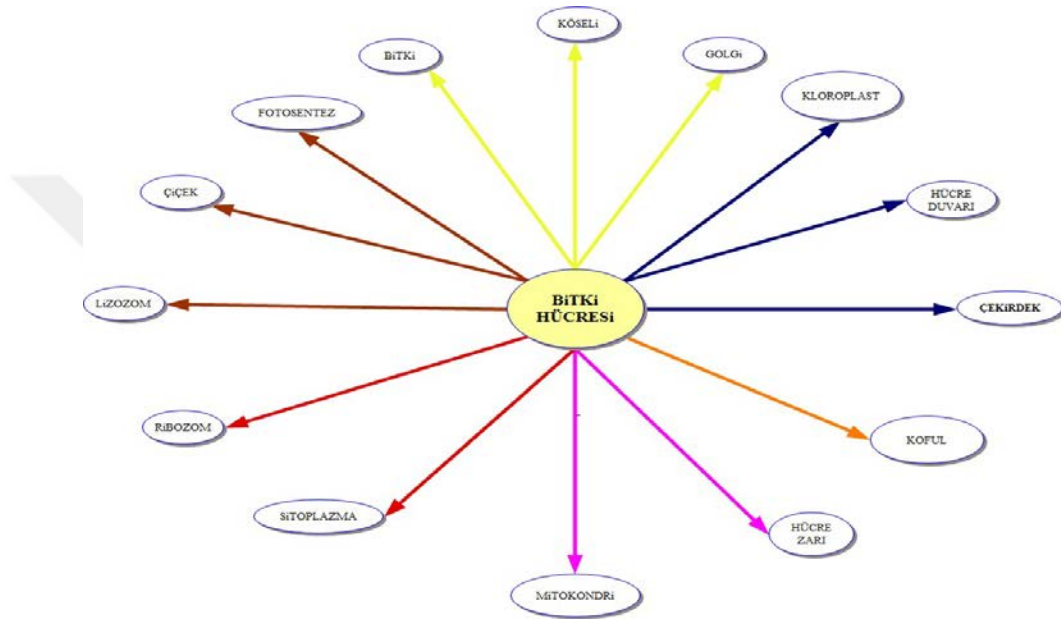 KÖSELi
BiTKi
GOLGi
KLOROPLAST
FOTOSENTEZ
ÇiÇEK
HÜCRE
DUVARI
LiZOZOM
BiTKi
HÜCRESi
ÇEKiRDEK
RiBOZOM
KOFUL
SiTOPLAZMA
HÜCRE
ZARI
MiTOKONDRi